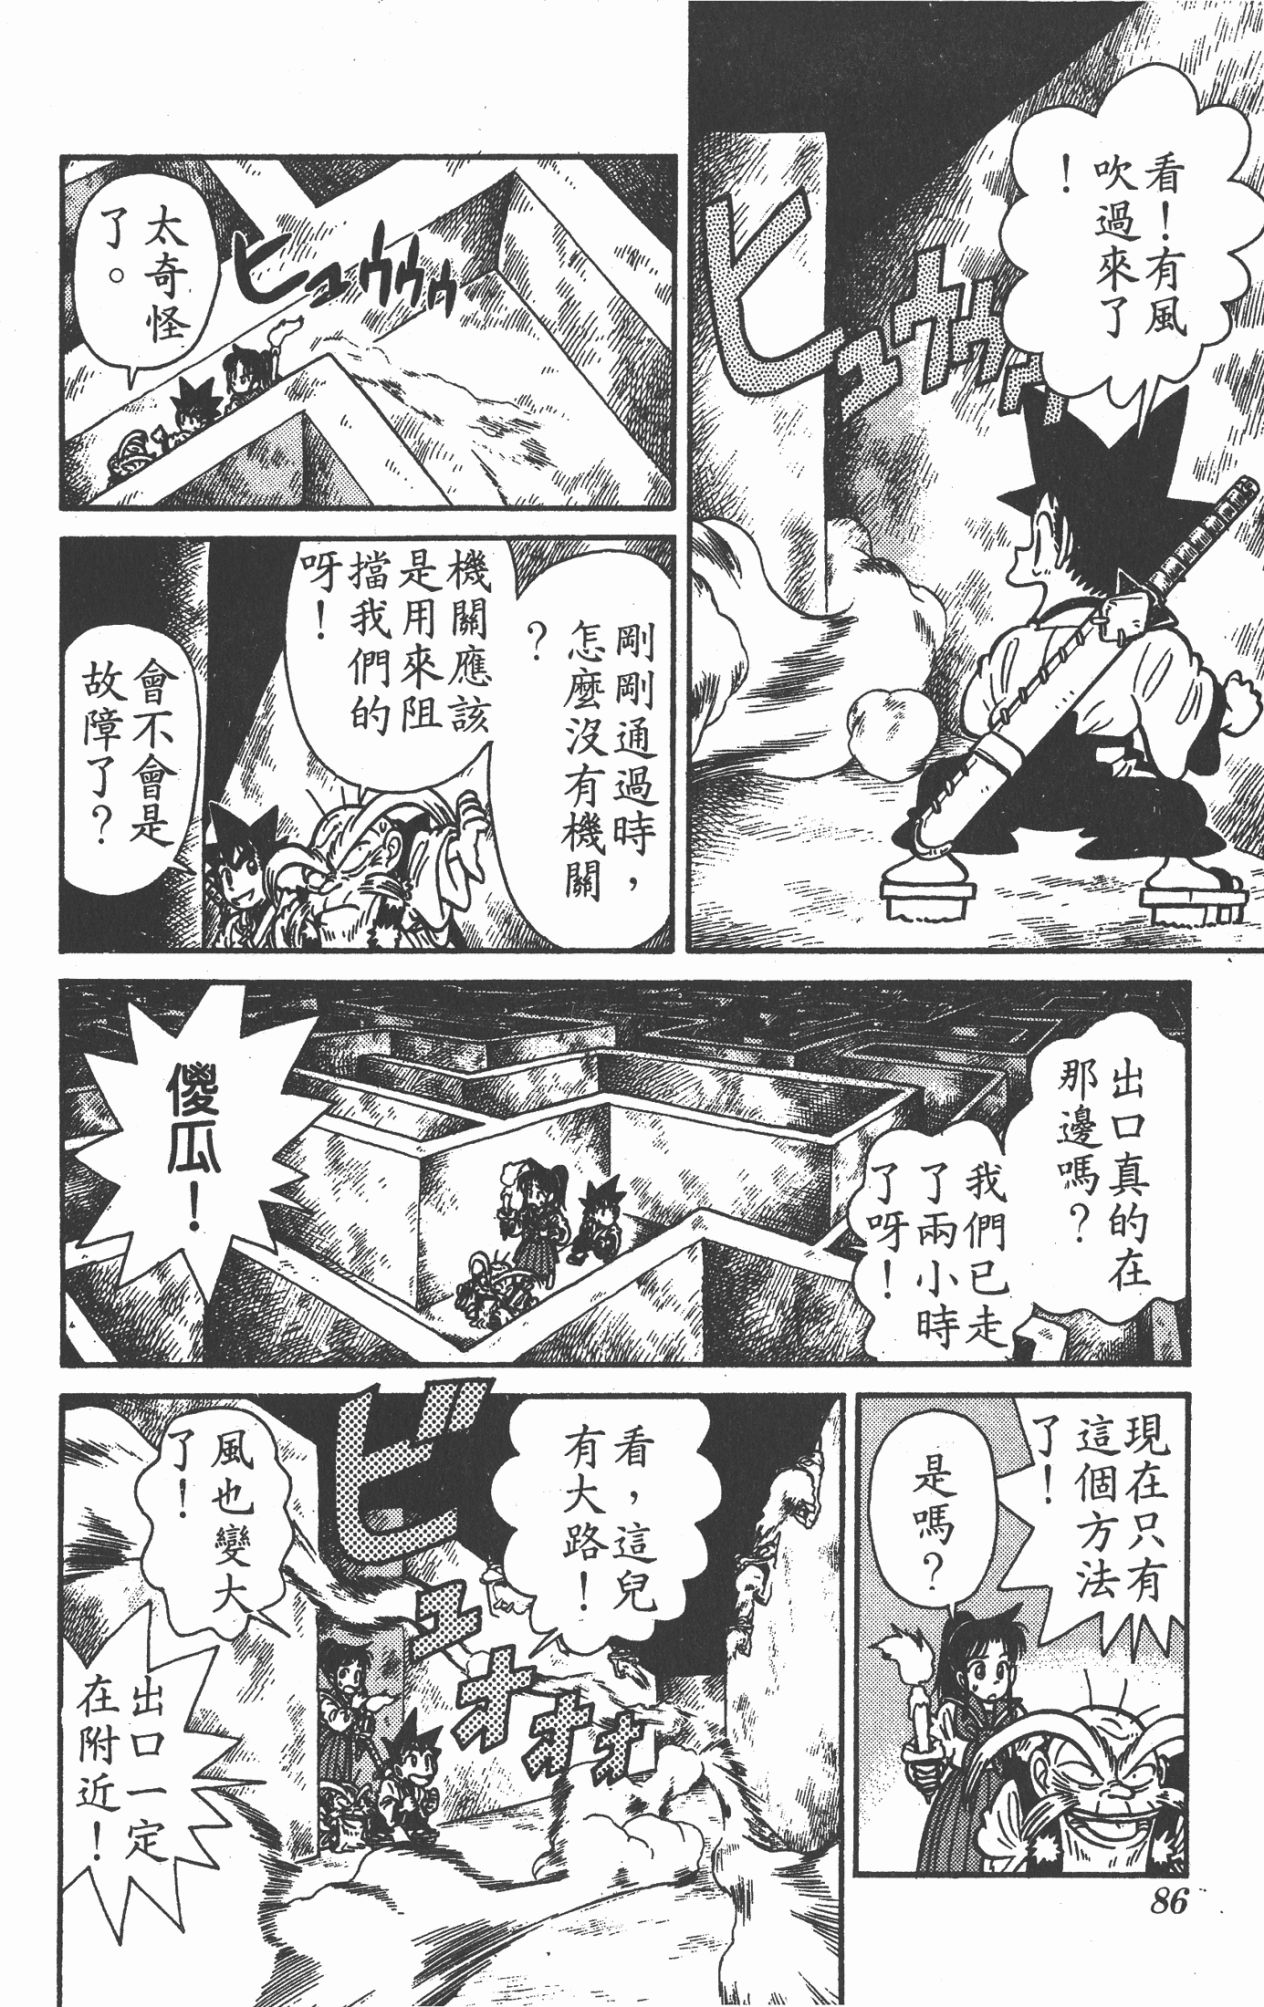 看！有風
吹過來了
！
ヒュウウウウ
太奇怪
了。
ヒュウウウ
剛剛通過時，
怎麼沒有機關
？
機關應該
是用來阻
擋我們的
呀！
會不會是
故障了？
出口真的在
那邊嗎？
我們已走
了兩小時
了呀！
傻瓜！
現在只有
這個方法
了！
是嗎？
看，這兒
有大路！
ビュオオオオ
風也變大
了！
出口一定
在附近！
86